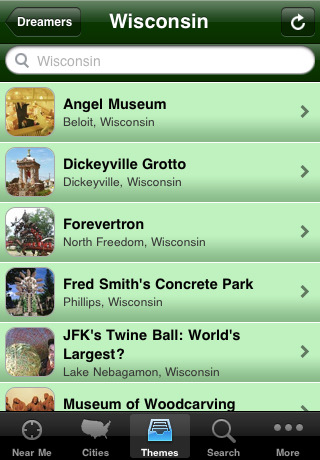 Dreamers
Wisconsin
Wisconsin
Angel Museum
Beloit, Wisconsin
Dickeyville Grotto
Dickeyville, Wisconsin
Forevertron
North Freedom, Wisconsin
Fred Smith's Concrete Park
Phillips, Wisconsin
JFK's Twine Ball: World's
Largest?
Lake Nebagamon, Wisconsin
Museum of Woodcarving
Near Me
Cities
Themes
Search
More